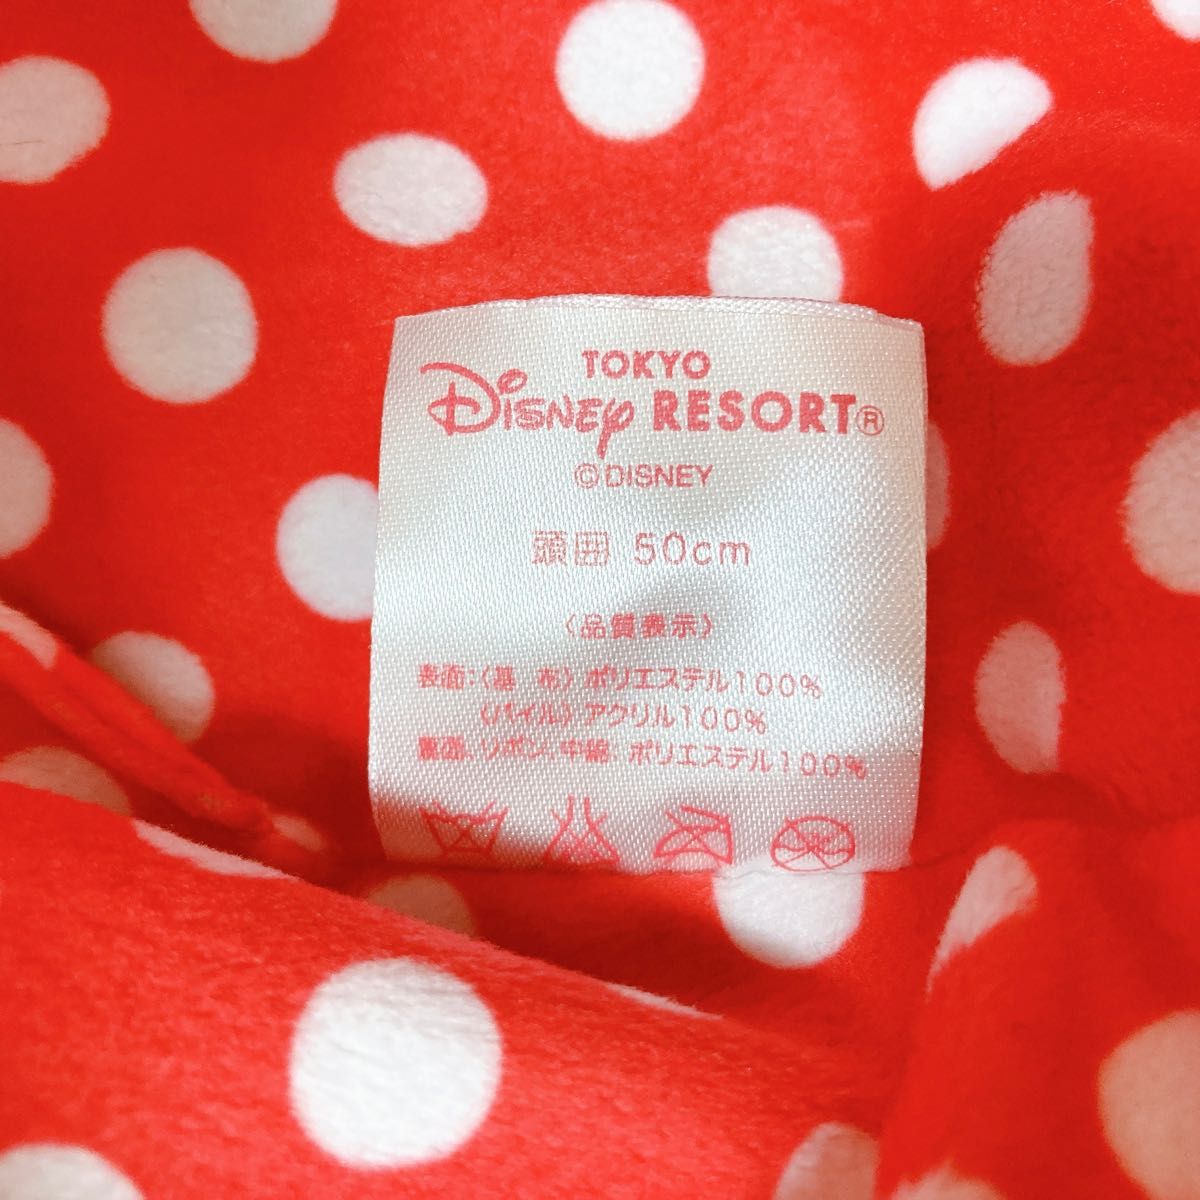 TOKYO
Disney RESORT®
©DISNEY
頭囲 50cm
〈品質表示〉
表面:〈基 布〉ポリエステル100%
〈パイル〉アクリル100%
裏面、リボン、中綿: ポリエステル100%